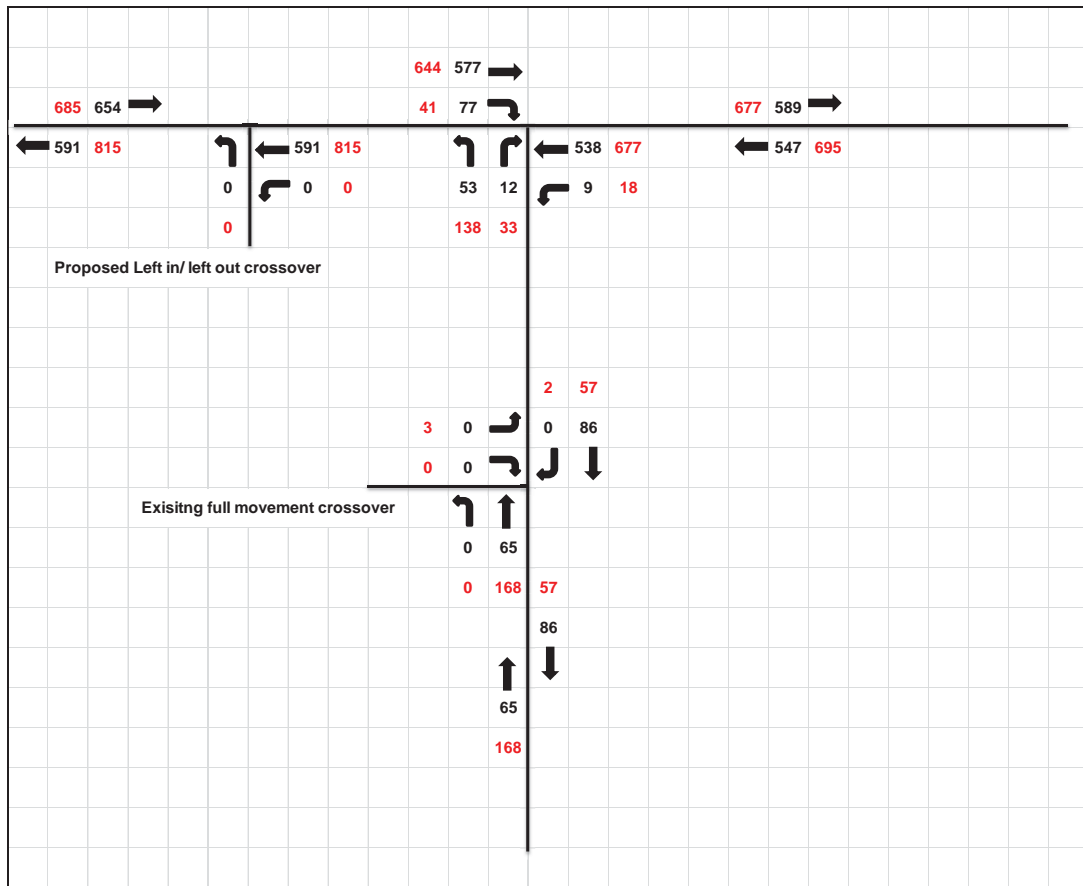 644 577
685 654 41 77 677 589
591 815 591 815 538 677 547 695
0 0 0 53 12 9 18
0 138 33
Proposed Left in/ left out crossover
2 57
3 0 0 86
0 0
Exisitng full movement crossover
0 65
0 168 57
86
65
168